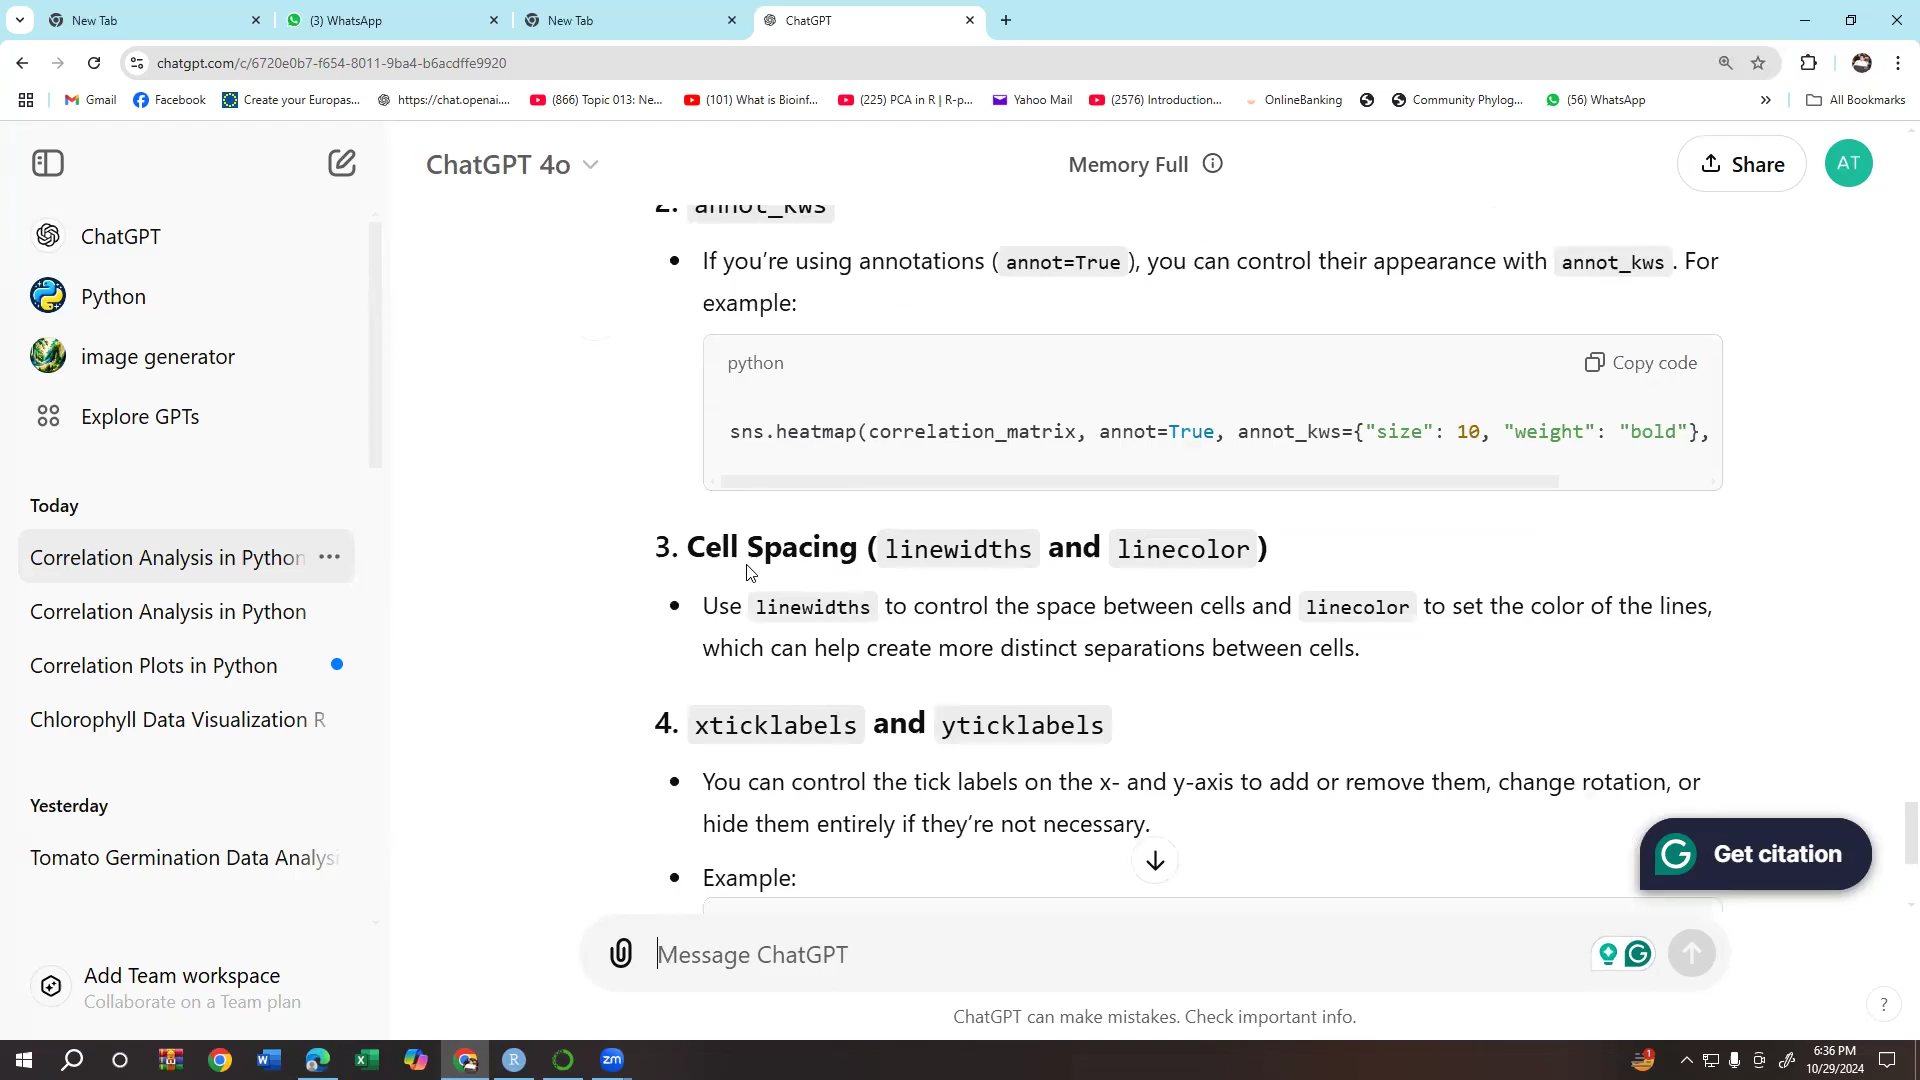 New Tab
(3) WhatsApp
New Tab
ChatGPT
chatgpt.com/c/6720e0b7-f654-8011-9ba4-b6acdffe9920
Gmail
Facebook
Create your Europas...
https://chat.openai....
(866) Topic 013: Ne...
(101) What is Bioinf...
(225) PCA in R | R-p...
Yahoo Mail
(2576) Introduction...
OnlineBanking
Community Phylog...
(56) WhatsApp
All Bookmarks
ChatGPT 4o
Memory Full
Share
AT
ChatGPT
Python
image generator
Explore GPTs
Today
Correlation Analysis in Python
Correlation Analysis in Python
Correlation Plots in Python
Chlorophyll Data Visualization R
Yesterday
Tomato Germination Data Analysi
Add Team workspace
Collaborate on a Team plan
2. annot_kws
If you’re using annotations ( annot=True ), you can control their appearance with annot_kws . For
example:
python
Copy code
sns.heatmap(correlation_matrix, annot=True, annot_kws={"size": 10, "weight": "bold"},
3. Cell Spacing ( linewidths and linecolor )
Use linewidths to control the space between cells and linecolor to set the color of the lines,
which can help create more distinct separations between cells.
4. xticklabels and yticklabels
You can control the tick labels on the x- and y-axis to add or remove them, change rotation, or
hide them entirely if they’re not necessary.
Example:
Get citation
Message ChatGPT
ChatGPT can make mistakes. Check important info.
?
zm
6:36 PM
10/29/2024